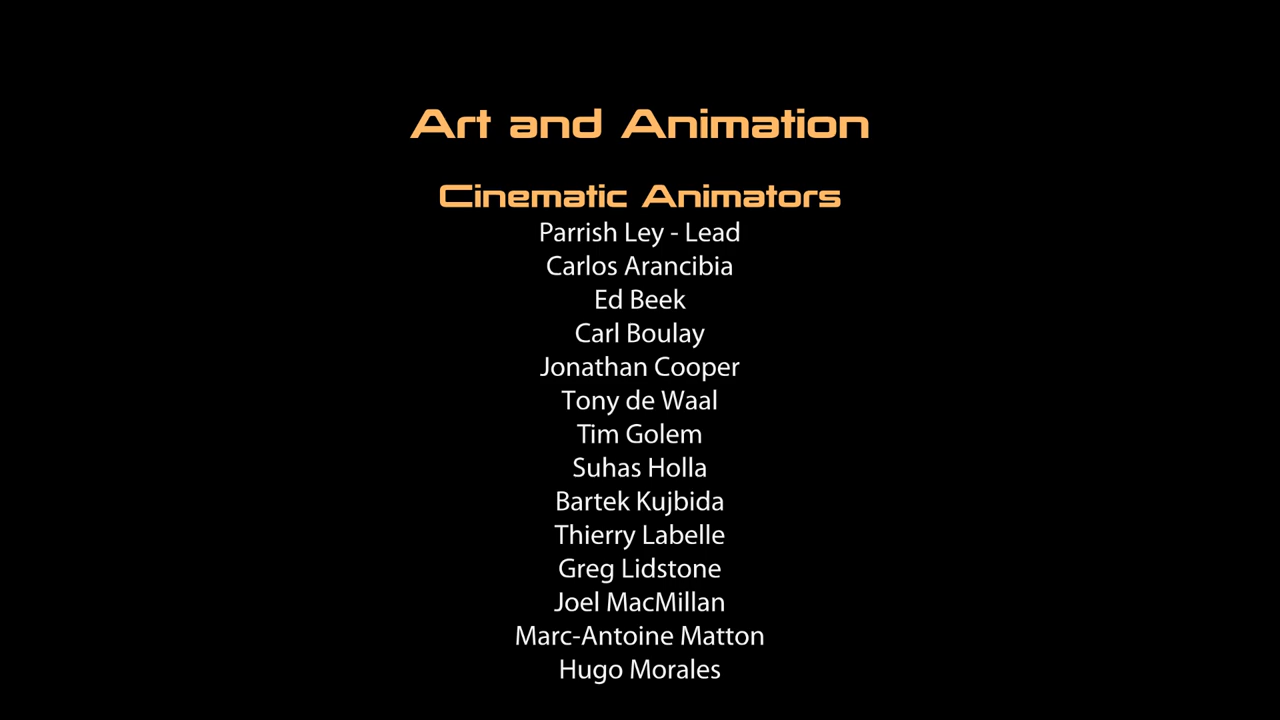 Art and Animation
Cinematic Animators
Parrish Ley - Lead
Carlos Arancibia
Ed Beek
Carl Boulay
Jonathan Cooper
Tony de Waal
Tim Golem
Suhas Holla
Bartek Kujbida
Thierry Labelle
Greg Lidstone
Joel MacMillan
Marc-Antoine Matton
Hugo Morales